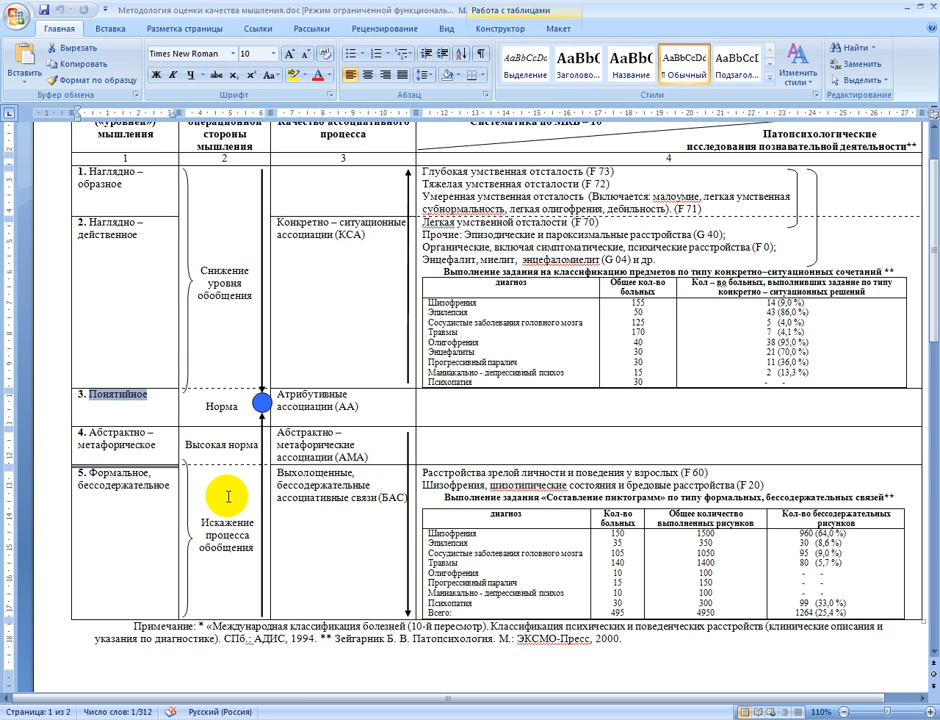 Методология оценки качества мышления.doc [Режим ограниченной функциональ...
Работа с таблицами
Главная Вставка Разметка страницы Ссылки Рассылки Рецензирование Вид Конструктор Макет
Вставить
Вырезать
Копировать
Формат по образцу
Буфер обмена
Times New Roman 10
Шрифт
Абзац
AaBbCcDc Выделение
AaBbC Заголово...
AaBbC Название
AaBbCcDc ¶ Обычный
AaBbCcI Подзагол...
Изменить стили
Стили
Найти
Заменить
Выделить
Редактирование
мышления
операционной стороны мышления
Качество ассоциативного процесса
Систематика по МКБ – 10
Патопсихологические
исследования познавательной деятельности**
1 2 3 4
1. Наглядно –
образное
2. Наглядно –
действенное
Снижение
уровня
обобщения
Конкретно – ситуационные
ассоциации (КСА)
Глубокая умственная отсталость (F 73)
Тяжелая умственная отсталость (F 72)
Умеренная умственная отсталость (Включается: малоумие, легкая умственная
субнормальность, легкая олигофрения, дебильность). (F 71)
Легкая умственной отсталости (F 70)
Прочие: Эпизодические и пароксизмальные расстройства (G 40);
Органические, включая симптоматические, психические расстройства (F 0);
Энцефалит, миелит, энцефаломиелит (G 04) и др.
Выполнение задания на классификацию предметов по типу конкретно–ситуационных сочетаний **
диагноз Общее кол-во больных Кол – во больных, выполнивших задание по типу конкретно – ситуационных решений
Шизофрения 155 14 (9,0 %)
Эпилепсия 50 43 (86,0 %)
Сосудистые заболевания головного мозга 125 5 (4,0 %)
Травмы 170 7 (4,1 %)
Олигофрения 40 38 (95,0 %)
Энцефалиты 30 21 (70,0 %)
Прогрессивный паралич 30 11 (36,0 %)
Маниакально - депрессивный психоз 15 2 (13,3 %)
Психопатия 30 - -
3. Понятийное
Норма
Атрибутивные
ассоциации (АА)
4. Абстрактно –
метафорическое
Высокая норма
Абстрактно –
метафорические
ассоциации (АМА)
5. Формальное,
бессодержательное
Искажение
процесса
обобщения
Выхолощенные,
бессодержательные
ассоциативные связи (БАС)
Расстройства зрелой личности и поведения у взрослых (F 60)
Шизофрения, шизотипические состояния и бредовые расстройства (F 20)
Выполнение задания «Составление пиктограмм» по типу формальных, бессодержательных связей**
диагноз Кол-во больных Общее количество выполненных рисунков Кол-во бессодержательных рисунков
Шизофрения 150 1500 960 (64,0 %)
Эпилепсия 35 350 30 (8,6 %)
Сосудистые заболевания головного мозга 105 1050 95 (9,0 %)
Травмы 140 1400 80 (5,7 %)
Олигофрения 10 100 - -
Прогрессивный паралич 15 150 - -
Маниакально - депрессивный 10 100 - -
Психопатия 30 300 99 (33,0 %)
Всего: 495 4950 1264 (25,4 %)
Примечание: * «Международная классификация болезней (10-й пересмотр). Классификация психических и поведенческих расстройств (клинические описания и
указания по диагностике). СПб.: АДИС, 1994. ** Зейгарник Б. В. Патопсихология. М.: ЭКСМО-Пресс, 2000.
Страница: 1 из 2 Число слов: 1/312 Русский (Россия) 110%